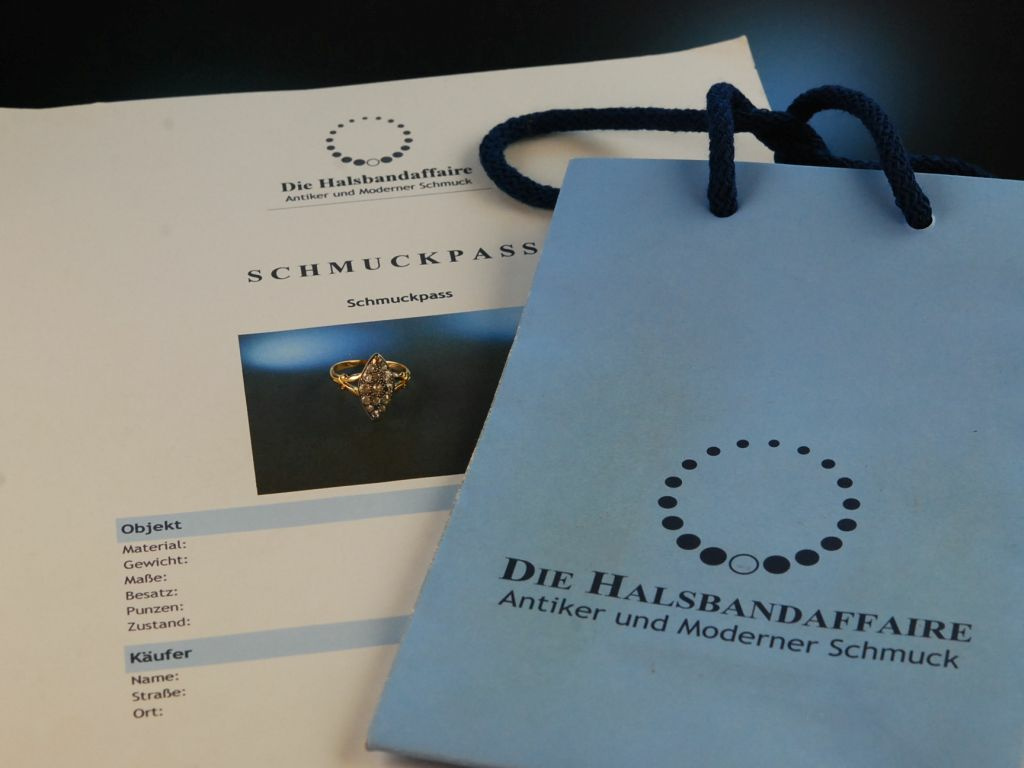 Die Halsbandaffaire
Antiker und Moderner Schmuck
SCHMUCKPASS
Schmuckpass
Objekt
Material:
Gewicht:
Maße:
Besatz:
Punzen:
Zustand:
Käufer
Name:
Straße:
Ort:
DIE HALSBANDAFFAIRE
Antiker und Moderner Schmuck